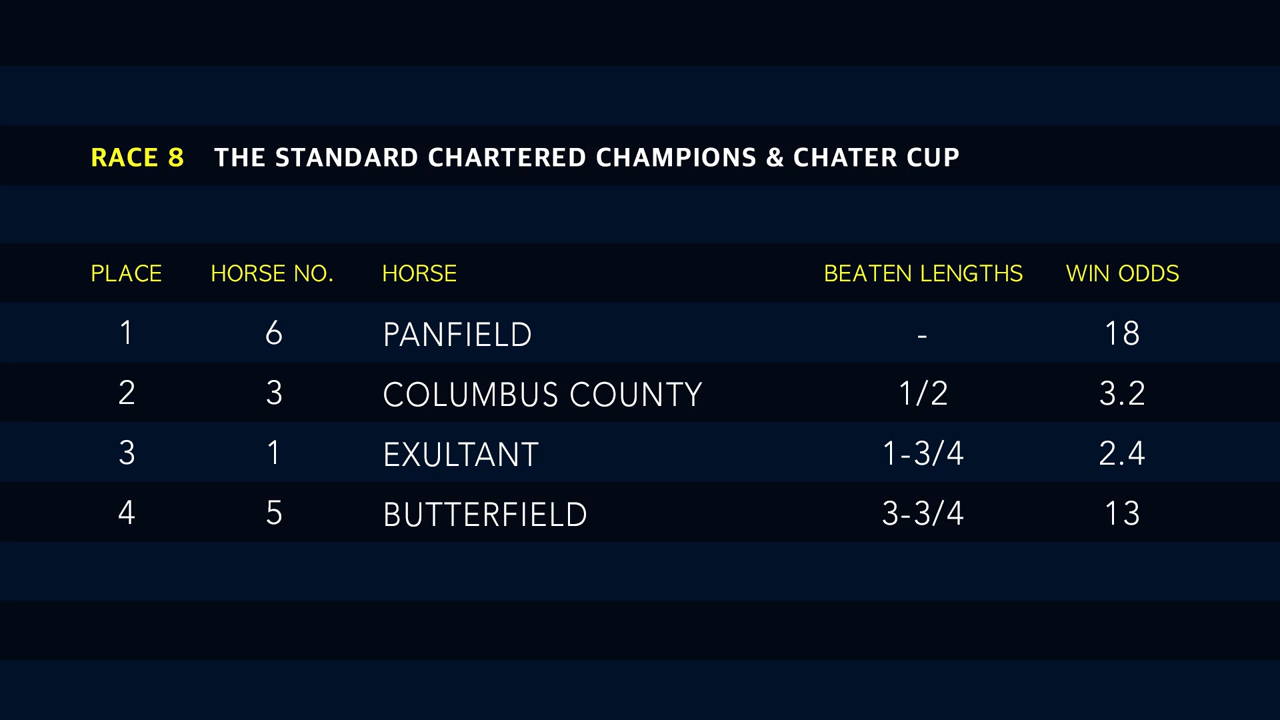 RACE 8 THE STANDARD CHARTERED CHAMPIONS & CHATER CUP
PLACE HORSE NO. HORSE BEATEN LENGTHS WIN ODDS
1 6 PANFIELD - 18
2 3 COLUMBUS COUNTY 1/2 3.2
3 1 EXULTANT 1-3/4 2.4
4 5 BUTTERFIELD 3-3/4 13